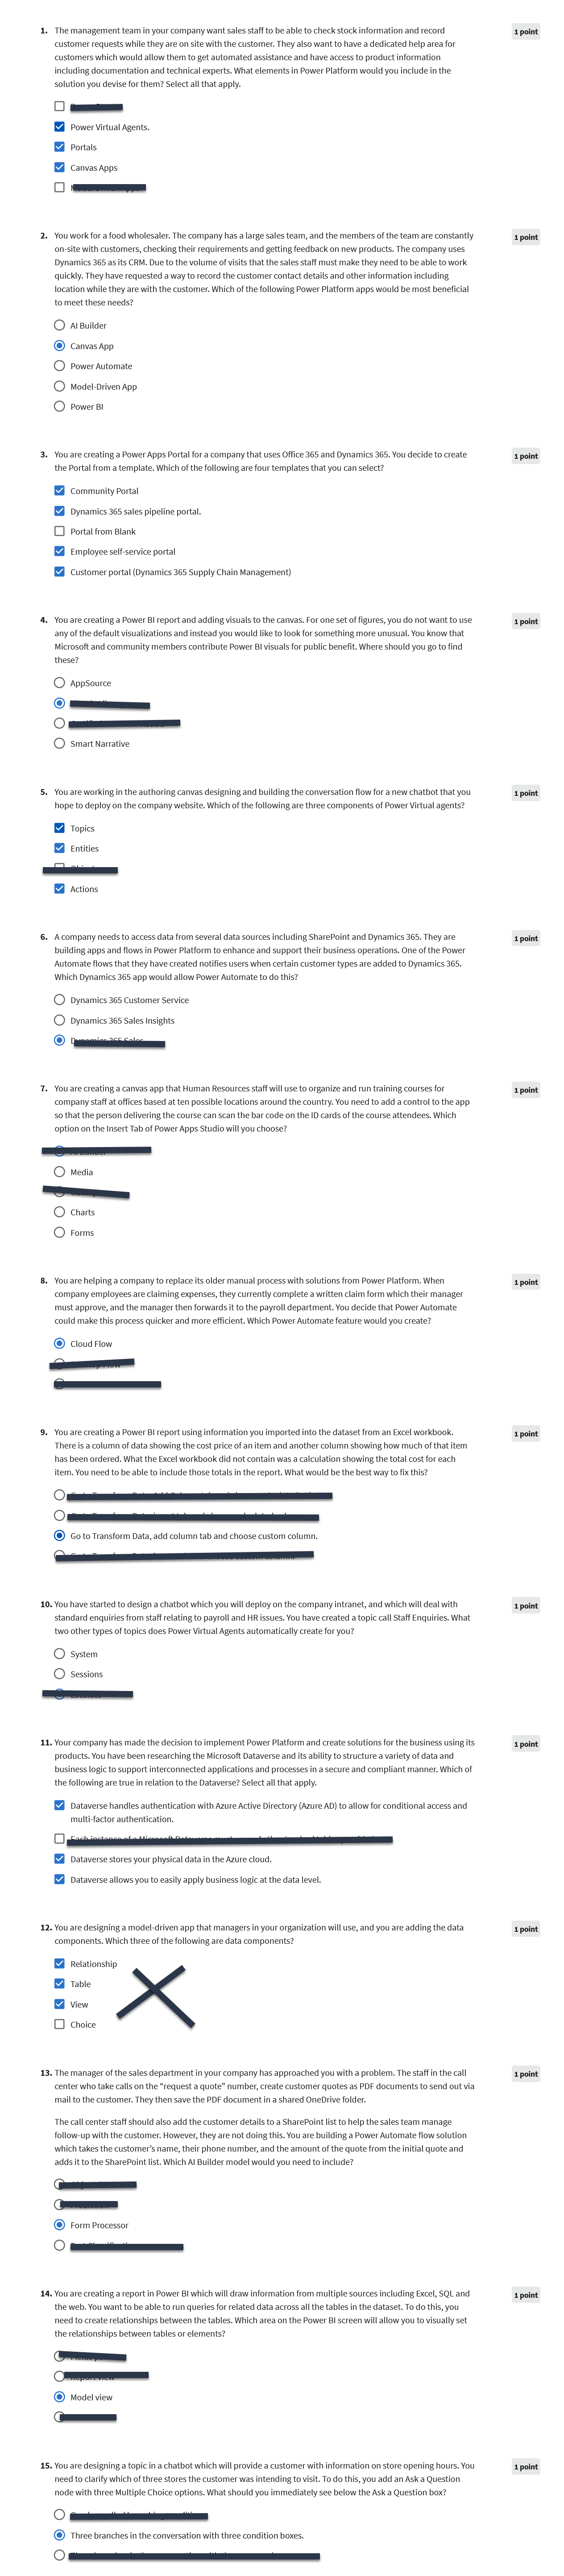 1. The management team in your company want sales staff to be able to check stock information and record
1 point
customer requests while they are on site with the customer. They also want to have a dedicated help area for
customers which would allow them to get automated assistance and have access to product information
including documentation and technical experts. What elements in Power Platform would you include in the
solution you devise for them? Select all that apply.
Power Virtual Agents.
Portals
Canvas Apps
2. You work for a food wholesaler. The company has a large sales team, and the members of the team are constantly
1 point
on-site with customers, checking their requirements and getting feedback on new products. The company uses
Dynamics 365 as its CRM. Due to the volume of visits that the sales staff must make they need to be able to work
quickly. They have requested a way to record the customer contact details and other information including
location while they are with the customer. Which of the following Power Platform apps would be most beneficial
to meet these needs?
AI Builder
Canvas App
Power Automate
Model-Driven App
Power BI
3. You are creating a Power Apps Portal for a company that uses Office 365 and Dynamics 365. You decide to create
1 point
the Portal from a template. Which of the following are four templates that you can select?
Community Portal
Dynamics 365 sales pipeline portal.
Portal from Blank
Employee self-service portal
Customer portal (Dynamics 365 Supply Chain Management)
4. You are creating a Power BI report and adding visuals to the canvas. For one set of figures, you do not want to use
1 point
any of the default visualizations and instead you would like to look for something more unusual. You know that
Microsoft and community members contribute Power BI visuals for public benefit. Where should you go to find
these?
AppSource
Smart Narrative
5. You are working in the authoring canvas designing and building the conversation flow for a new chatbot that you
1 point
hope to deploy on the company website. Which of the following are three components of Power Virtual agents?
Topics
Entities
Actions
6. A company needs to access data from several data sources including SharePoint and Dynamics 365. They are
1 point
building apps and flows in Power Platform to enhance and support their business operations. One of the Power
Automate flows that they have created notifies users when certain customer types are added to Dynamics 365.
Which Dynamics 365 app would allow Power Automate to do this?
Dynamics 365 Customer Service
Dynamics 365 Sales Insights
Dynamics 365 Sales
7. You are creating a canvas app that Human Resources staff will use to organize and run training courses for
1 point
company staff at offices based at ten possible locations around the country. You need to add a control to the app
so that the person delivering the course can scan the bar code on the ID cards of the course attendees. Which
option on the Insert Tab of Power Apps Studio will you choose?
Media
Charts
Forms
8. You are helping a company to replace its older manual process with solutions from Power Platform. When
1 point
company employees are claiming expenses, they currently complete a written claim form which their manager
must approve, and the manager then forwards it to the payroll department. You decide that Power Automate
could make this process quicker and more efficient. Which Power Automate feature would you create?
Cloud Flow
9. You are creating a Power BI report using information you imported into the dataset from an Excel workbook.
1 point
There is a column of data showing the cost price of an item and another column showing how much of that item
has been ordered. What the Excel workbook did not contain was a calculation showing the total cost for each
item. You need to be able to include those totals in the report. What would be the best way to fix this?
Go to Transform Data, add column tab and choose custom column.
10. You have started to design a chatbot which you will deploy on the company intranet, and which will deal with
1 point
standard enquiries from staff relating to payroll and HR issues. You have created a topic call Staff Enquiries. What
two other types of topics does Power Virtual Agents automatically create for you?
System
Sessions
11. Your company has made the decision to implement Power Platform and create solutions for the business using its
1 point
products. You have been researching the Microsoft Dataverse and its ability to structure a variety of data and
business logic to support interconnected applications and processes in a secure and compliant manner. Which of
the following are true in relation to the Dataverse? Select all that apply.
Dataverse handles authentication with Azure Active Directory (Azure AD) to allow for conditional access and
multi-factor authentication.
Dataverse stores your physical data in the Azure cloud.
Dataverse allows you to easily apply business logic at the data level.
12. You are designing a model-driven app that managers in your organization will use, and you are adding the data
1 point
components. Which three of the following are data components?
Relationship
Table
View
Choice
13. The manager of the sales department in your company has approached you with a problem. The staff in the call
1 point
center who take calls on the “request a quote” number, create customer quotes as PDF documents to send out via
mail to the customer. They then save the PDF document in a shared OneDrive folder.
The call center staff should also add the customer details to a SharePoint list to help the sales team manage
follow-up with the customer. However, they are not doing this. You are building a Power Automate flow solution
which takes the customer’s name, their phone number, and the amount of the quote from the initial quote and
adds it to the SharePoint list. Which AI Builder model would you need to include?
Form Processor
14. You are creating a report in Power BI which will draw information from multiple sources including Excel, SQL and
1 point
the web. You want to be able to run queries for related data across all the tables in the dataset. To do this, you
need to create relationships between the tables. Which area on the Power BI screen will allow you to visually set
the relationships between tables or elements?
Model view
15. You are designing a topic in a chatbot which will provide a customer with information on store opening hours. You
1 point
need to clarify which of three stores the customer was intending to visit. To do this, you add an Ask a Question
node with three Multiple Choice options. What should you immediately see below the Ask a Question box?
Three branches in the conversation with three condition boxes.